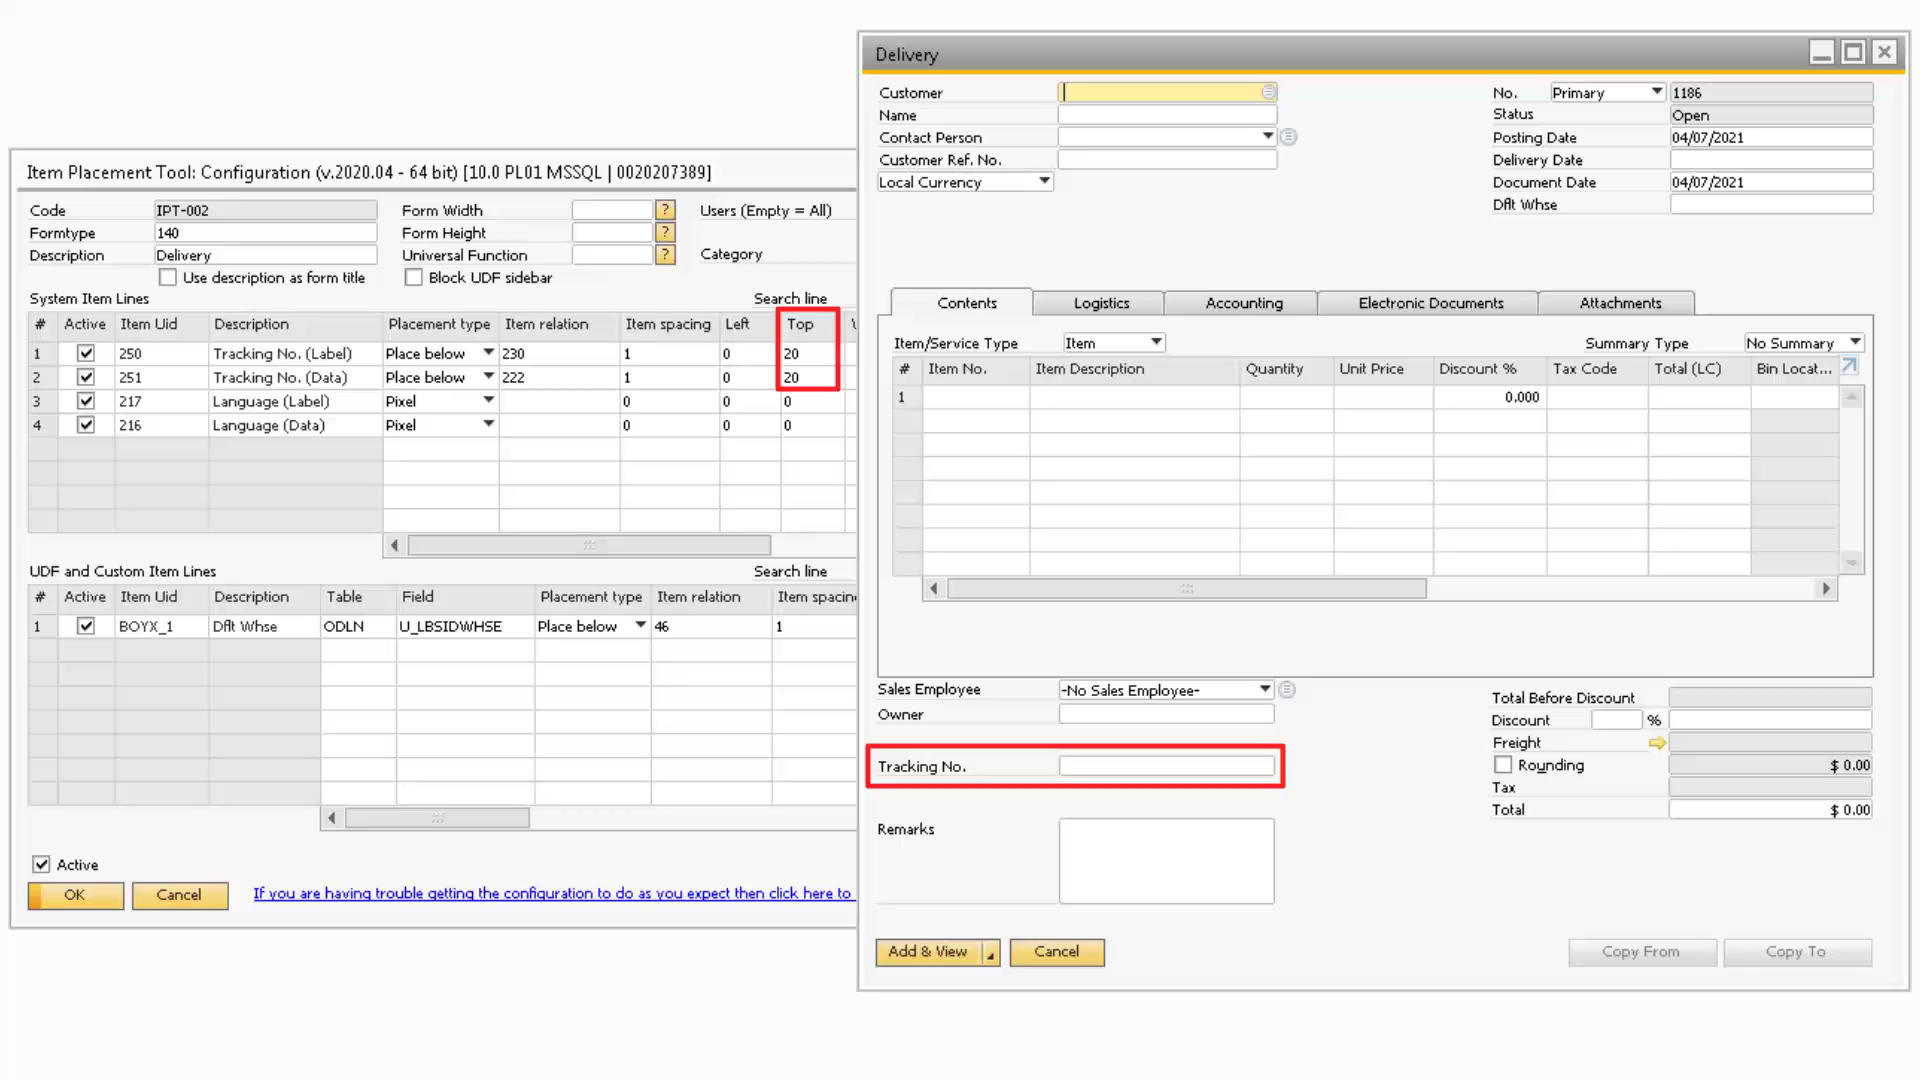 Item Placement Tool: Configuration (v.2020.04 - 64 bit) [10.0 PL01 MSSQL | 0020207389]
Code IPT-002 Form Width ? Users (Empty = All)
Formtype 140 Form Height ?
Description Delivery Universal Function ? Category
Use description as form title Block UDF sidebar
System Item Lines Search line
# Active Item Uid Description Placement type Item relation Item spacing Left Top
1 250 Tracking No. (Label) Place below 230 1 0 20
2 251 Tracking No. (Data) Place below 222 1 0 20
3 217 Language (Label) Pixel 0 0 0
4 216 Language (Data) Pixel 0 0 0
UDF and Custom Item Lines Search line
# Active Item Uid Description Table Field Placement type Item relation Item spacing
1 BOYX_1 Dflt Whse ODLN U_LBSIDWHSE Place below 46 1
Active
OK Cancel If you are having trouble getting the configuration to do as you expect then click here to
Delivery
Customer No. Primary 1186
Name Status Open
Contact Person Posting Date 04/07/2021
Customer Ref. No. Delivery Date
Local Currency Document Date 04/07/2021
Dflt Whse
Contents Logistics Accounting Electronic Documents Attachments
Item/Service Type Item Summary Type No Summary
# Item No. Item Description Quantity Unit Price Discount % Tax Code Total (LC) Bin Locat...
1 0.000
Sales Employee -No Sales Employee- Total Before Discount
Owner Discount %
Freight
Tracking No. Rounding $ 0.00
Tax
Total $ 0.00
Remarks
Add & View Cancel Copy From Copy To